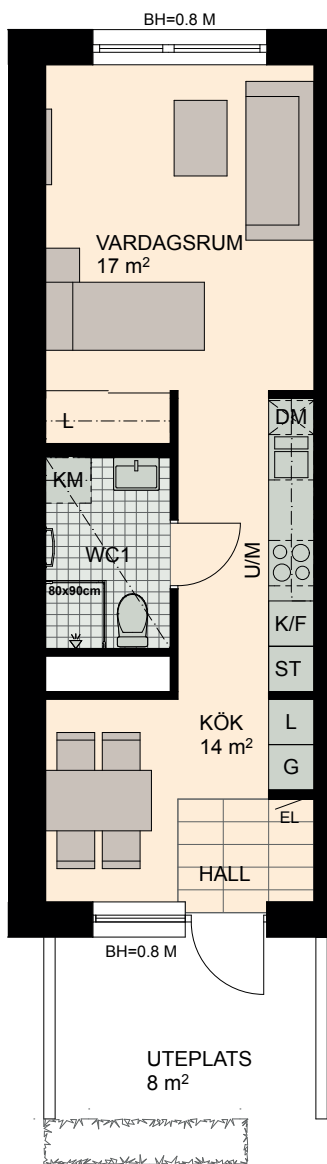 BH=0.8 M
VARDAGSRUM
17 m²
L
DM
KM
WC1
U/M
80x90cm
K/F
ST
KÖK
14 m²
L
G
EL
HALL
BH=0.8 M
UTEPLATS
8 m²